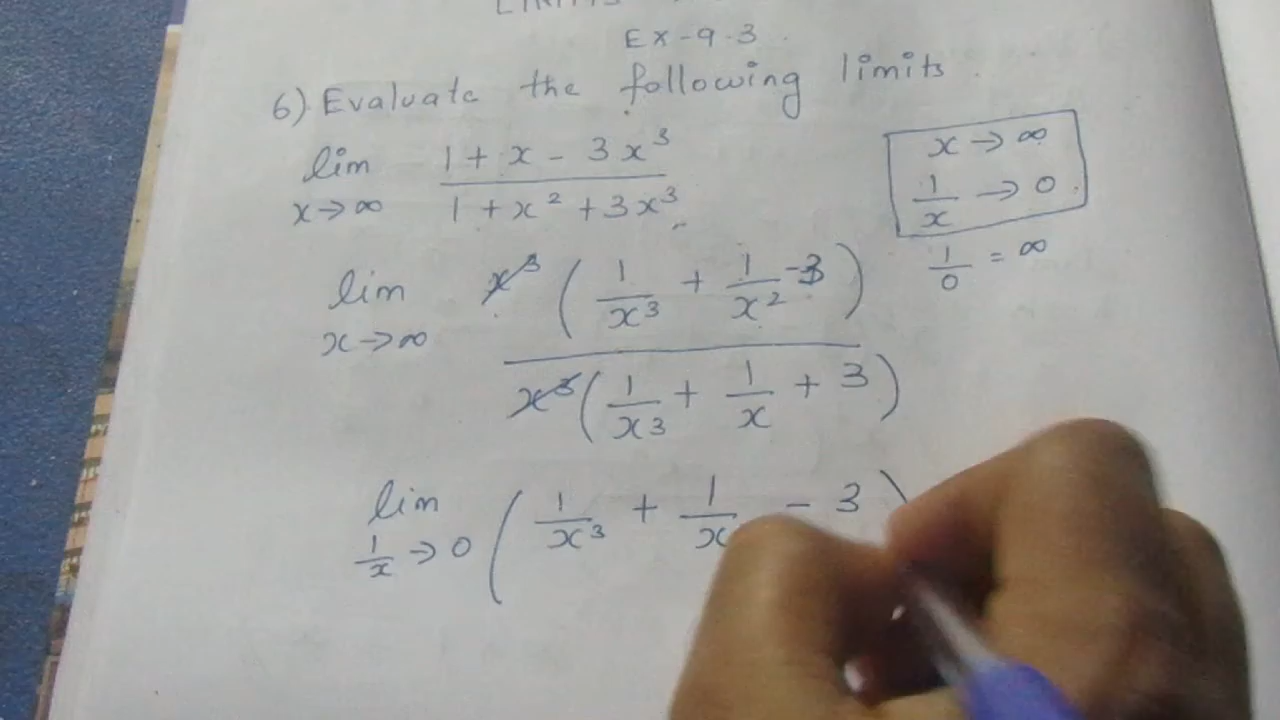 LIMITS
Ex-9.3
6) Evaluate the following limits.
lim x→∞ (1 + x - 3x³)/(1 + x² + 3x³)
x → ∞
1/x → 0
1/0 = ∞
lim x→∞ x³(1/x³ + 1/x² - 3)/x³(1/x³ + 1/x + 3)
lim 1/x→0 (1/x³ + 1/x - 3)